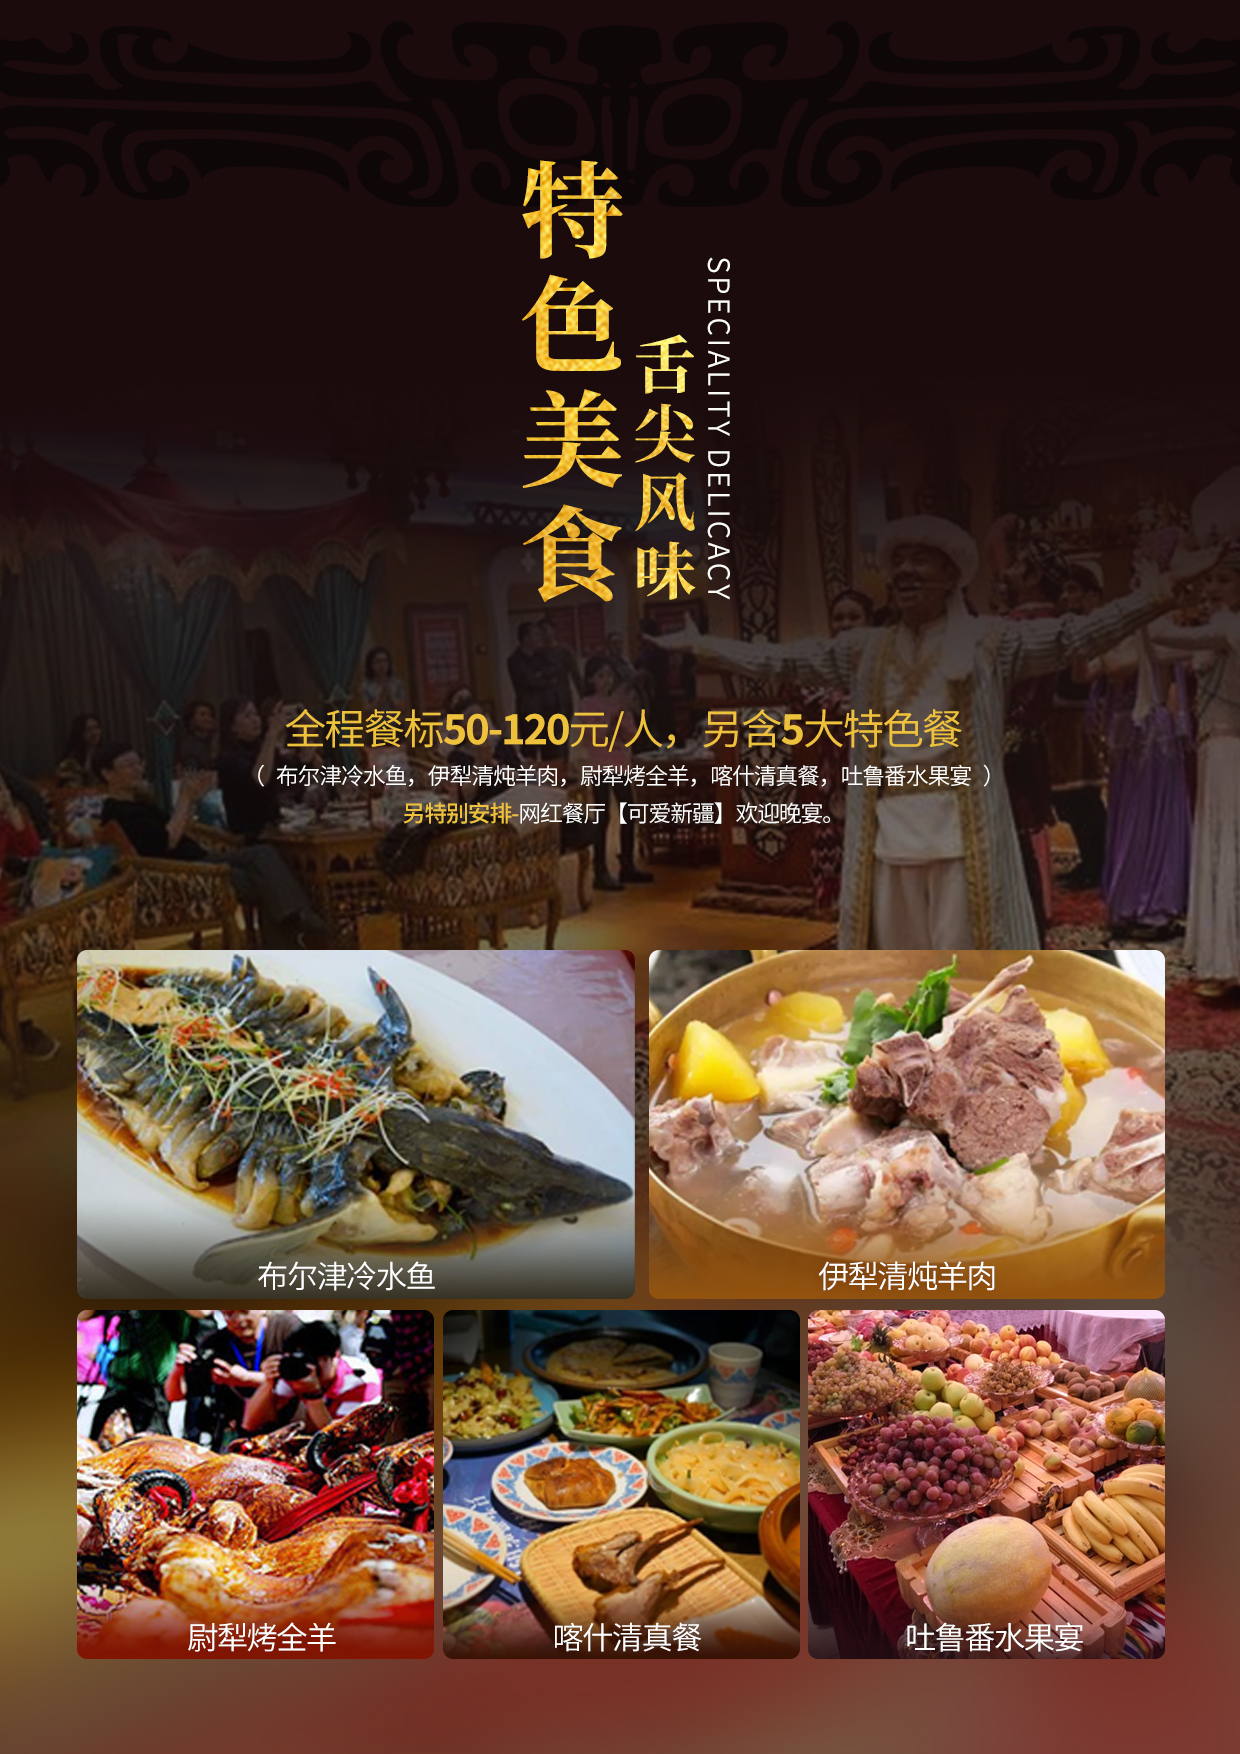 特色美食
舌尖风味
SPECIALITY DELICACY
全程餐标50-120元/人，另含5大特色餐
（ 布尔津冷水鱼，伊犁清炖羊肉，尉犁烤全羊，喀什清真餐，吐鲁番水果宴 ）
另特别安排-网红餐厅【可爱新疆】欢迎晚宴。
布尔津冷水鱼
伊犁清炖羊肉
尉犁烤全羊
喀什清真餐
吐鲁番水果宴